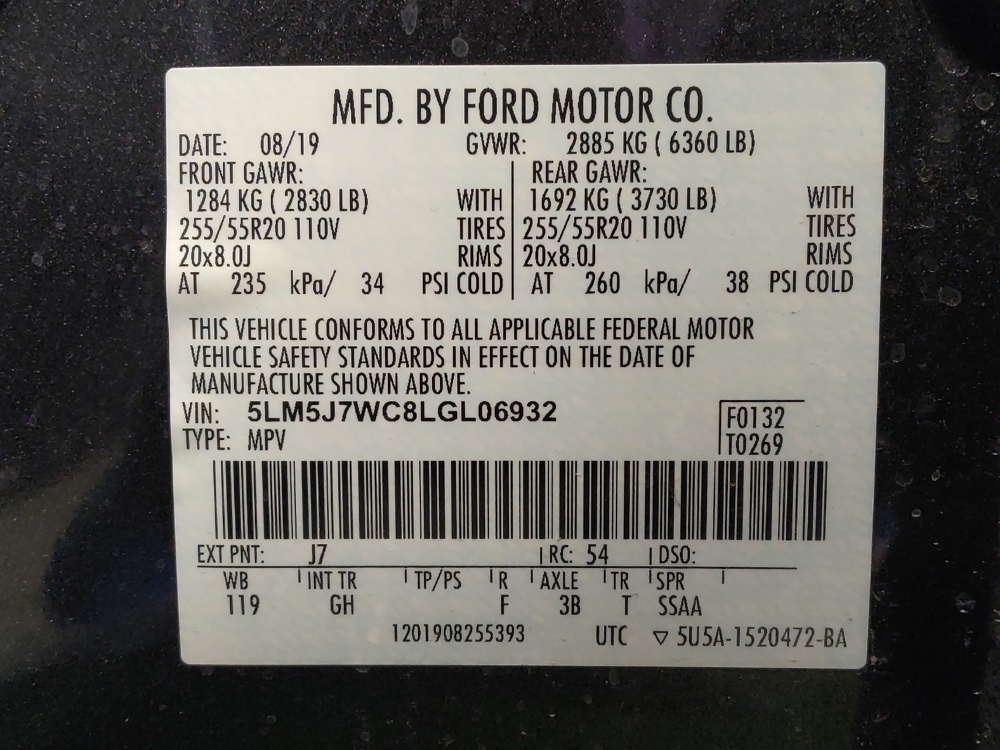 MFD. BY FORD MOTOR CO.
DATE: 08/19 GVWR: 2885 KG ( 6360 LB)
FRONT GAWR: REAR GAWR:
1284 KG ( 2830 LB) WITH 1692 KG ( 3730 LB) WITH
255/55R20 110V TIRES 255/55R20 110V TIRES
20x8.0J RIMS 20x8.0J RIMS
AT 235 kPa/ 34 PSI COLD AT 260 kPa/ 38 PSI COLD
THIS VEHICLE CONFORMS TO ALL APPLICABLE FEDERAL MOTOR
VEHICLE SAFETY STANDARDS IN EFFECT ON THE DATE OF
MANUFACTURE SHOWN ABOVE.
VIN: 5LM5J7WC8LGL06932 F0132
TYPE: MPV T0269
EXT PNT: J7 RC: 54 DSO:
WB INT TR TP/PS R AXLE TR SPR
119 GH F 3B T SSAA
1201908255393 UTC ▽ 5U5A-1520472-BA